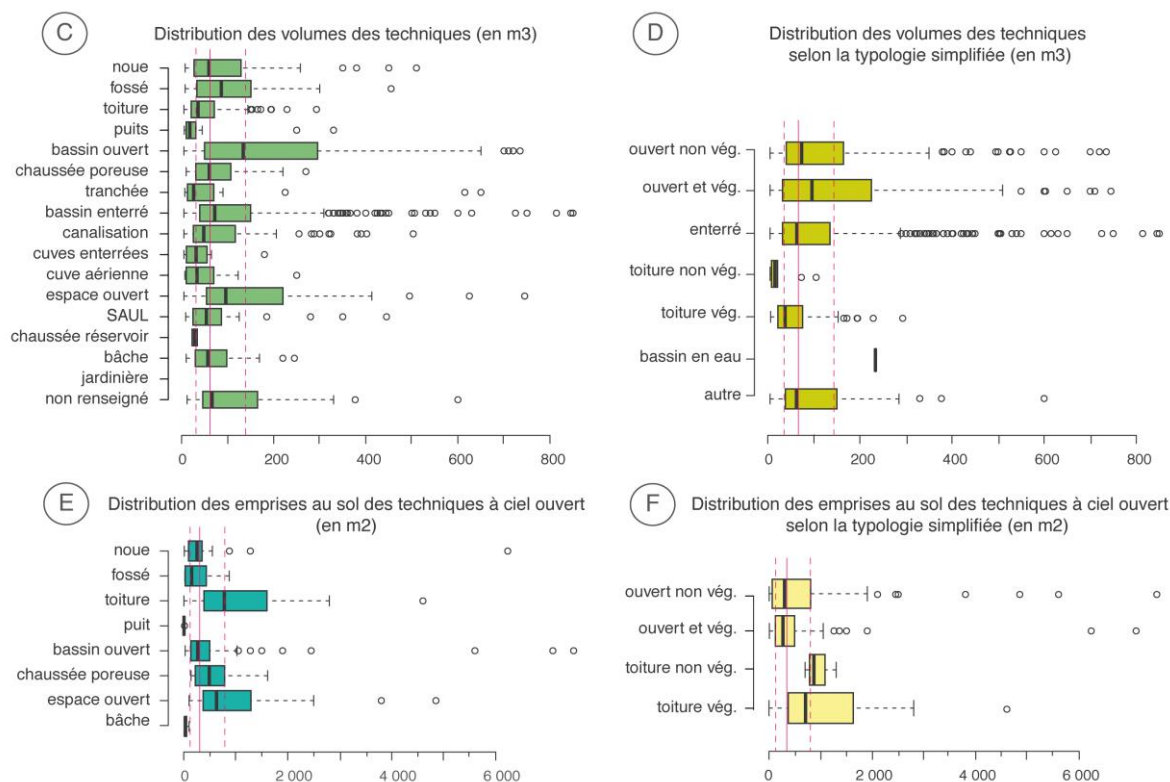 C
Distribution des volumes des techniques (en m3)
noue
fossé
toiture
puits
bassin ouvert
chaussée poreuse
tranchée
bassin enterré
canalisation
cuves enterrées
cuve aérienne
espace ouvert
SAUL
chaussée réservoir
bâche
jardinière
non renseigné
0 200 400 600 800
D
Distribution des volumes des techniques
selon la typologie simplifiée (en m3)
ouvert non vég.
ouvert et vég.
enterré
toiture non vég.
toiture vég.
bassin en eau
autre
0 200 400 600 800
E
Distribution des emprises au sol des techniques à ciel ouvert
(en m2)
noue
fossé
toiture
puit
bassin ouvert
chaussée poreuse
espace ouvert
bâche
0 2 000 4 000 6 000
F
Distribution des emprises au sol des techniques à ciel ouvert
selon la typologie simplifiée (en m2)
ouvert non vég.
ouvert et vég.
toiture non vég.
toiture vég.
0 2 000 4 000 6 000